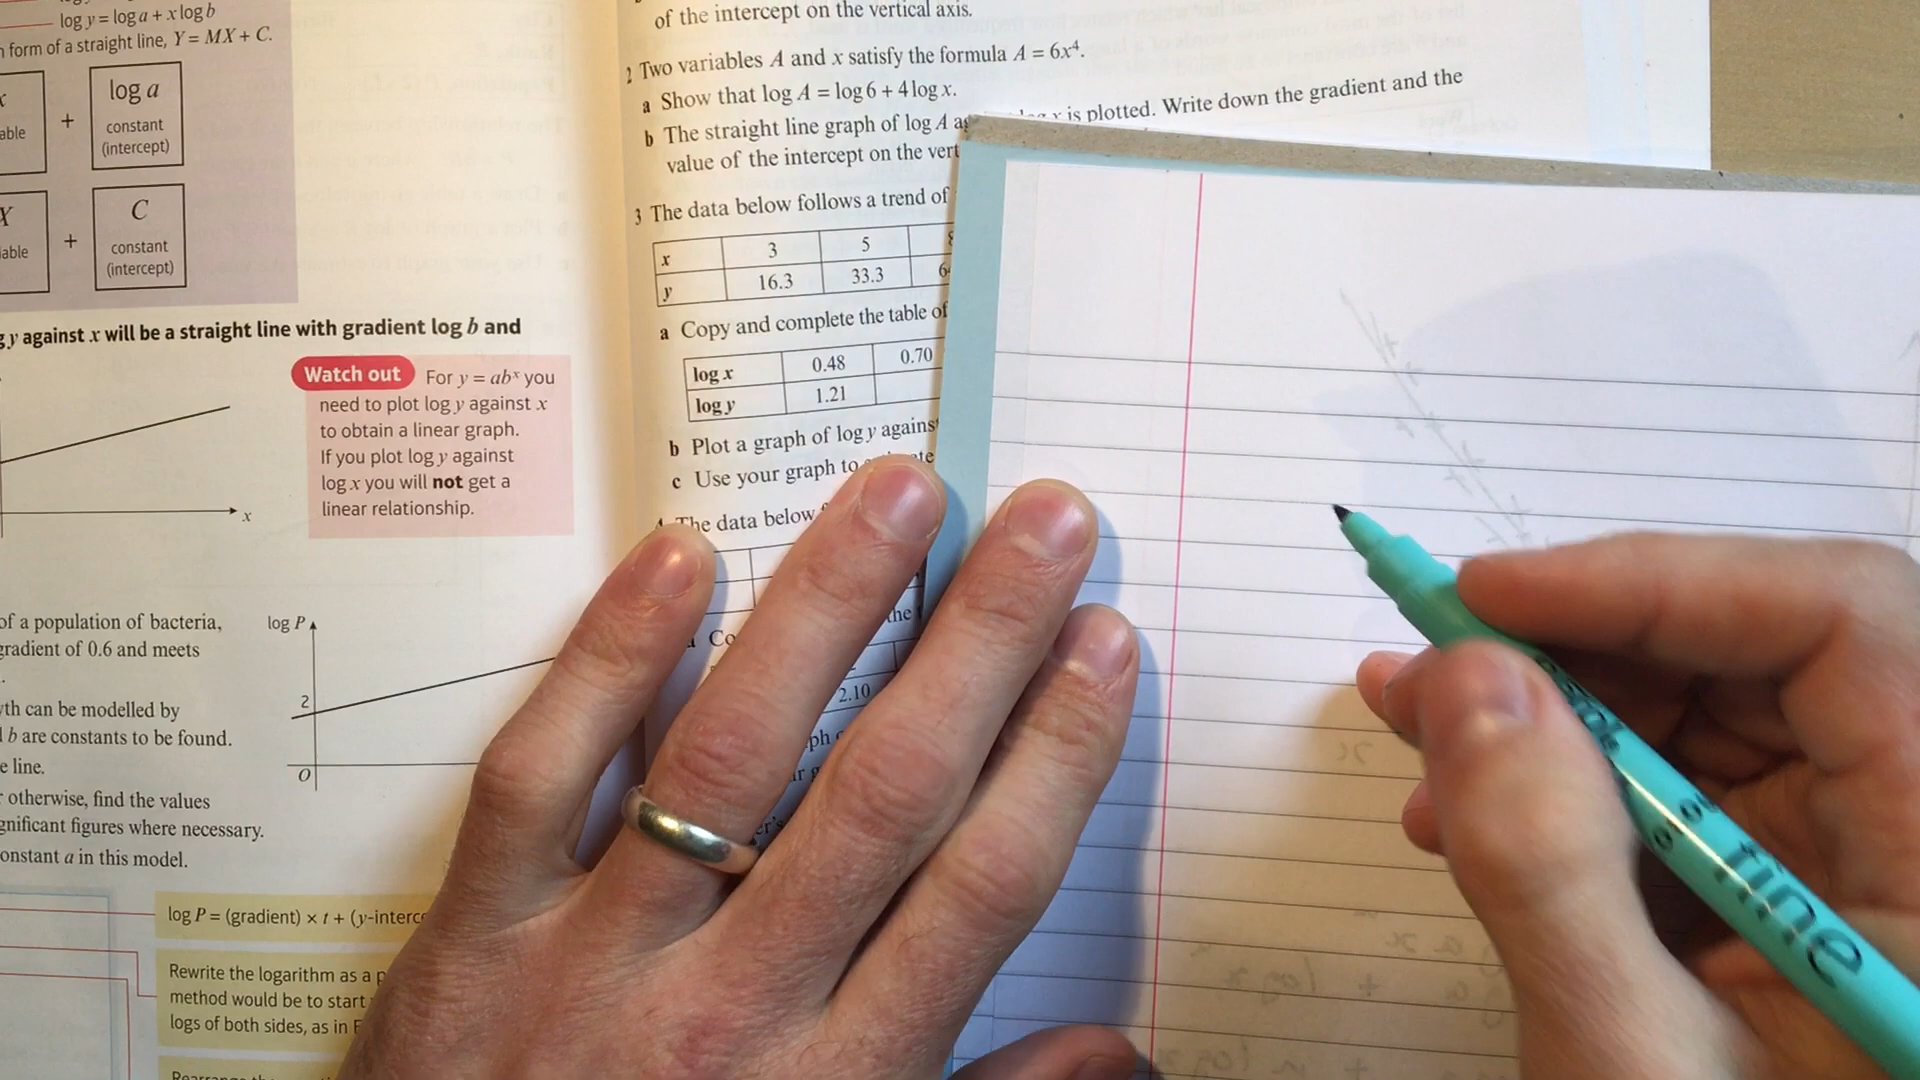 log y = log a + x log b
form of a straight line, Y = MX + C.
+
log a
able
constant
(intercept)
+
C
able
constant
(intercept)
y against x will be a straight line with gradient log b and
Watch out For y = abˣ you
need to plot log y against x
to obtain a linear graph.
If you plot log y against
log x you will not get a
linear relationship.
x
of a population of bacteria,
gradient of 0.6 and meets
log P
2
O
th can be modelled by
b are constants to be found.
e line.
otherwise, find the values
gnificant figures where necessary.
onstant a in this model.
log P = (gradient) × t + (y-interc
Rewrite the logarithm as a p
method would be to start
logs of both sides, as in E
of the intercept on the vertical axis.
2 Two variables A and x satisfy the formula A = 6x⁴.
a Show that log A = log 6 + 4 log x.
b The straight line graph of log A ag x is plotted. Write down the gradient and the
value of the intercept on the vert
3 The data below follows a trend of
x 3 5 8
y 16.3 33.3 6
a Copy and complete the table of
log x 0.48 0.70
log y 1.21
b Plot a graph of log y against
c Use your graph to
4 The data below
the
Co
2.10
ph
fine